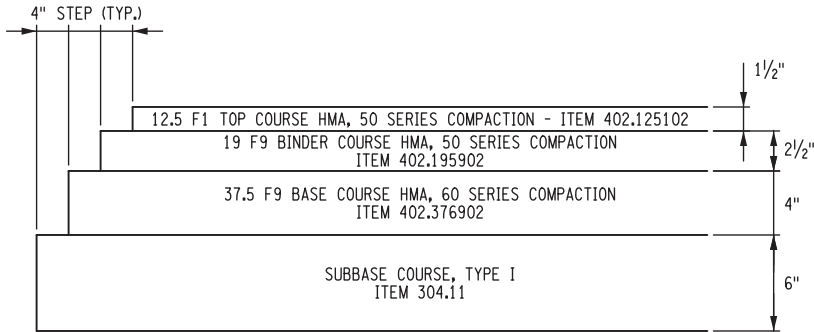 4" STEP (TYP.)
1½"
12.5 F1 TOP COURSE HMA, 50 SERIES COMPACTION - ITEM 402.125102
19 F9 BINDER COURSE HMA, 50 SERIES COMPACTION
ITEM 402.195902
2½"
37.5 F9 BASE COURSE HMA, 60 SERIES COMPACTION
ITEM 402.376902
4"
SUBBASE COURSE, TYPE I
ITEM 304.11
6"